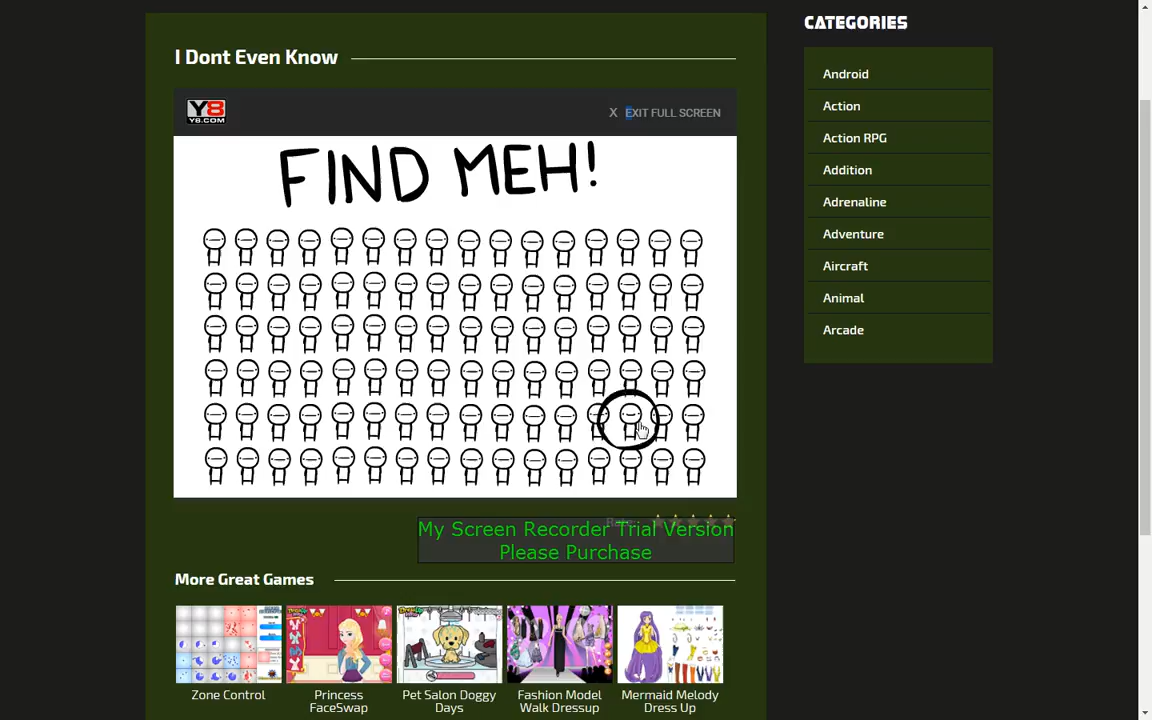 CATEGORIES
I Dont Even Know
Android
Y8
Y8.COM
X EXIT FULL SCREEN
Action
Action RPG
FIND MEH!
Addition
Adrenaline
Adventure
Aircraft
Animal
Arcade
Rate:
My Screen Recorder Trial Version
Please Purchase
More Great Games
Zone Control
Princess
FaceSwap
Pet Salon Doggy
Days
Fashion Model
Walk Dressup
Mermaid Melody
Dress Up